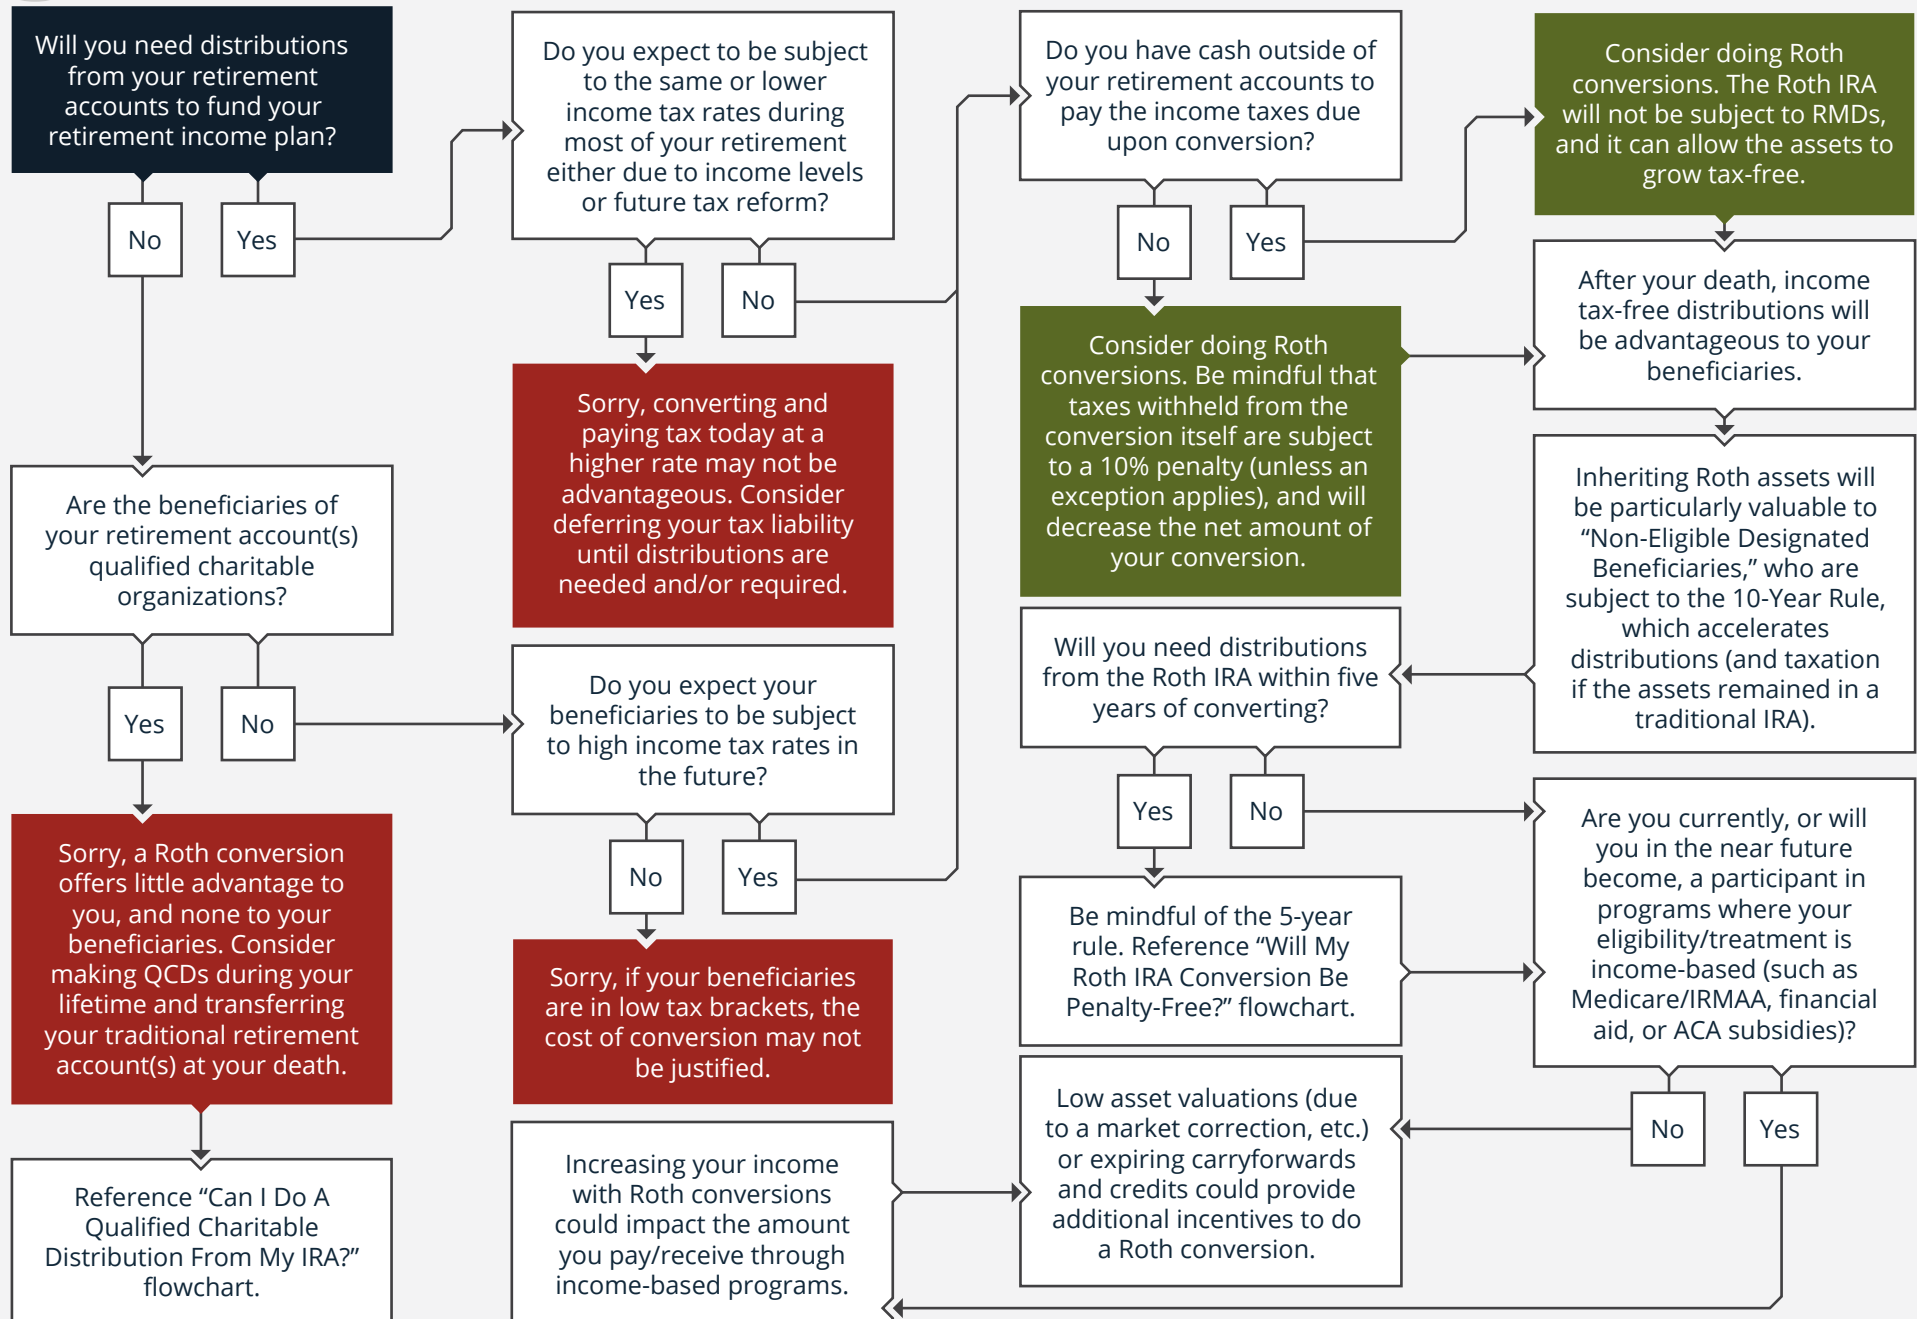 Will you need distributions
from your retirement
accounts to fund your
retirement income plan?
No
Yes
Are the beneficiaries of
your retirement account(s)
qualified charitable
organizations?
Yes
No
Sorry, a Roth conversion
offers little advantage to
you, and none to your
beneficiaries. Consider
making QCDs during your
lifetime and transferring
your traditional retirement
account(s) at your death.
Reference “Can I Do A
Qualified Charitable
Distribution From My IRA?”
flowchart.
Do you expect to be subject
to the same or lower
income tax rates during
most of your retirement
either due to income levels
or future tax reform?
Yes
No
Sorry, converting and
paying tax today at a
higher rate may not be
advantageous. Consider
deferring your tax liability
until distributions are
needed and/or required.
Do you expect your
beneficiaries to be subject
to high income tax rates in
the future?
No
Yes
Sorry, if your beneficiaries
are in low tax brackets, the
cost of conversion may not
be justified.
Increasing your income
with Roth conversions
could impact the amount
you pay/receive through
income-based programs.
Do you have cash outside of
your retirement accounts to
pay the income taxes due
upon conversion?
No
Yes
Consider doing Roth
conversions. Be mindful that
taxes withheld from the
conversion itself are subject
to a 10% penalty (unless an
exception applies), and will
decrease the net amount of
your conversion.
Will you need distributions
from the Roth IRA within five
years of converting?
Yes
No
Be mindful of the 5-year
rule. Reference “Will My
Roth IRA Conversion Be
Penalty-Free?” flowchart.
Low asset valuations (due
to a market correction, etc.)
or expiring carryforwards
and credits could provide
additional incentives to do
a Roth conversion.
Consider doing Roth
conversions. The Roth IRA
will not be subject to RMDs,
and it can allow the assets to
grow tax-free.
After your death, income
tax-free distributions will
be advantageous to your
beneficiaries.
Inheriting Roth assets will
be particularly valuable to
“Non-Eligible Designated
Beneficiaries,” who are
subject to the 10-Year Rule,
which accelerates
distributions (and taxation
if the assets remained in a
traditional IRA).
Are you currently, or will
you in the near future
become, a participant in
programs where your
eligibility/treatment is
income-based (such as
Medicare/IRMAA, financial
aid, or ACA subsidies)?
No
Yes